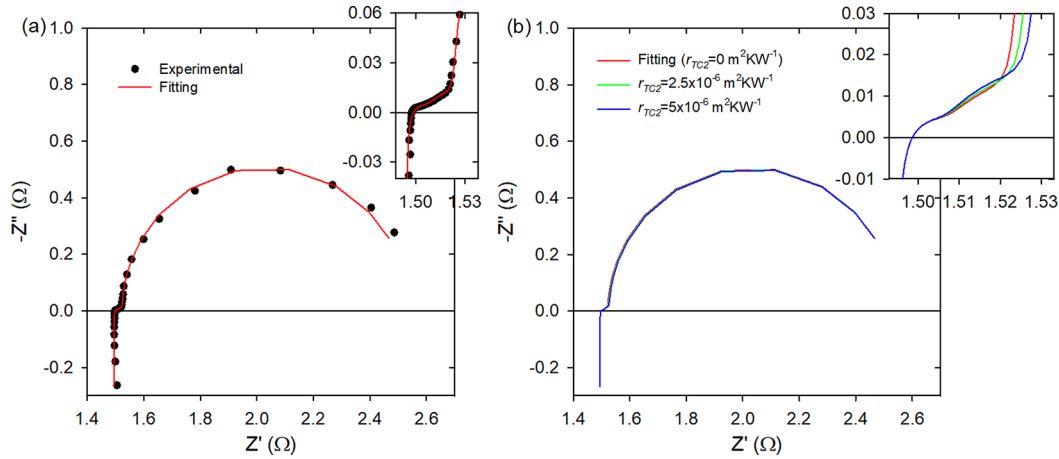 (a)
1.0
0.8
0.6
0.4
0.2
0.0
-0.2
-Z'' (Ω)
1.4 1.6 1.8 2.0 2.2 2.4 2.6
Z' (Ω)
Experimental
Fitting
0.06
0.03
0.00
-0.03
1.50 1.53
(b)
1.0
0.8
0.6
0.4
0.2
0.0
-0.2
-Z'' (Ω)
1.4 1.6 1.8 2.0 2.2 2.4 2.6
Z' (Ω)
Fitting (rTC2=0 m²KW⁻¹)
rTC2=2.5x10⁻⁶ m²KW⁻¹
rTC2=5x10⁻⁶ m²KW⁻¹
0.03
0.02
0.01
0.00
-0.01
1.50 1.51 1.52 1.53